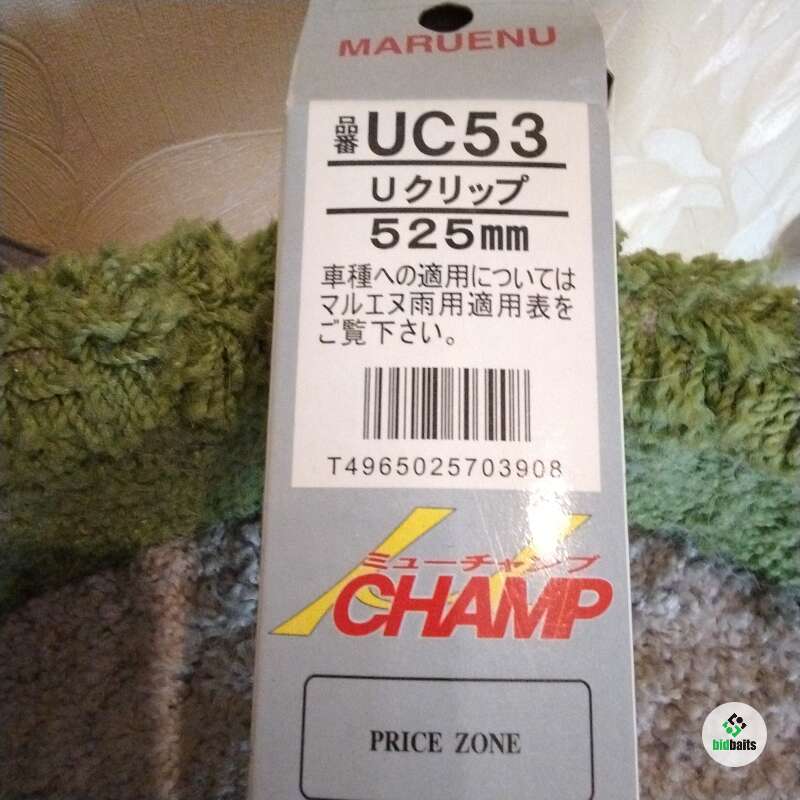 MARUENU
品番 UC53
Uクリップ
525mm
車種への適用については
マルエヌ雨用適用表を
ご覧下さい。
T4965025703908
ミューチャンプ
CHAMP
PRICE ZONE
bidbaits